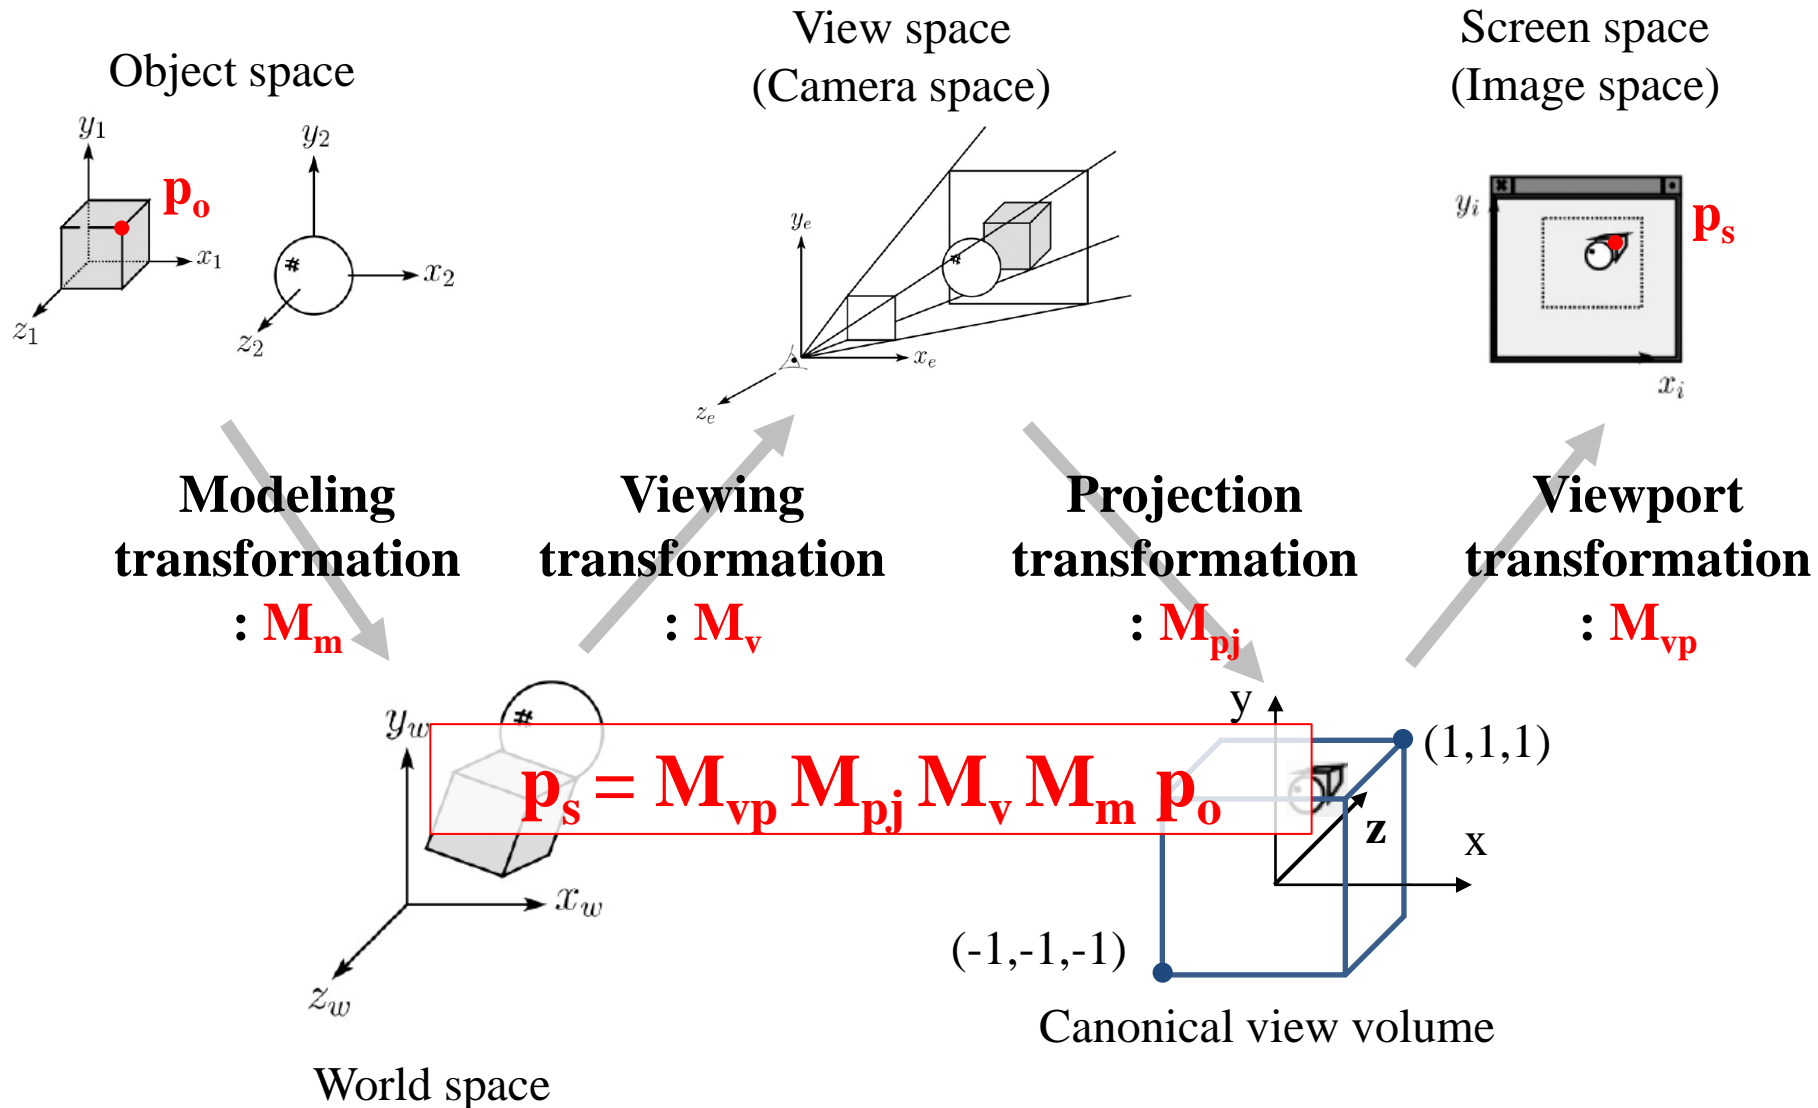 Object space
View space
(Camera space)
Screen space
(Image space)
y1
po
x1
z1
y2
#
x2
z2
ye
#
xe
ze
yi
ps
xi
Modeling
transformation
: Mm
Viewing
transformation
: Mv
Projection
transformation
: Mpj
Viewport
transformation
: Mvp
yw
#
xw
zw
ps = Mvp Mpj Mv Mm po
y
(1,1,1)
z
x
(-1,-1,-1)
Canonical view volume
World space